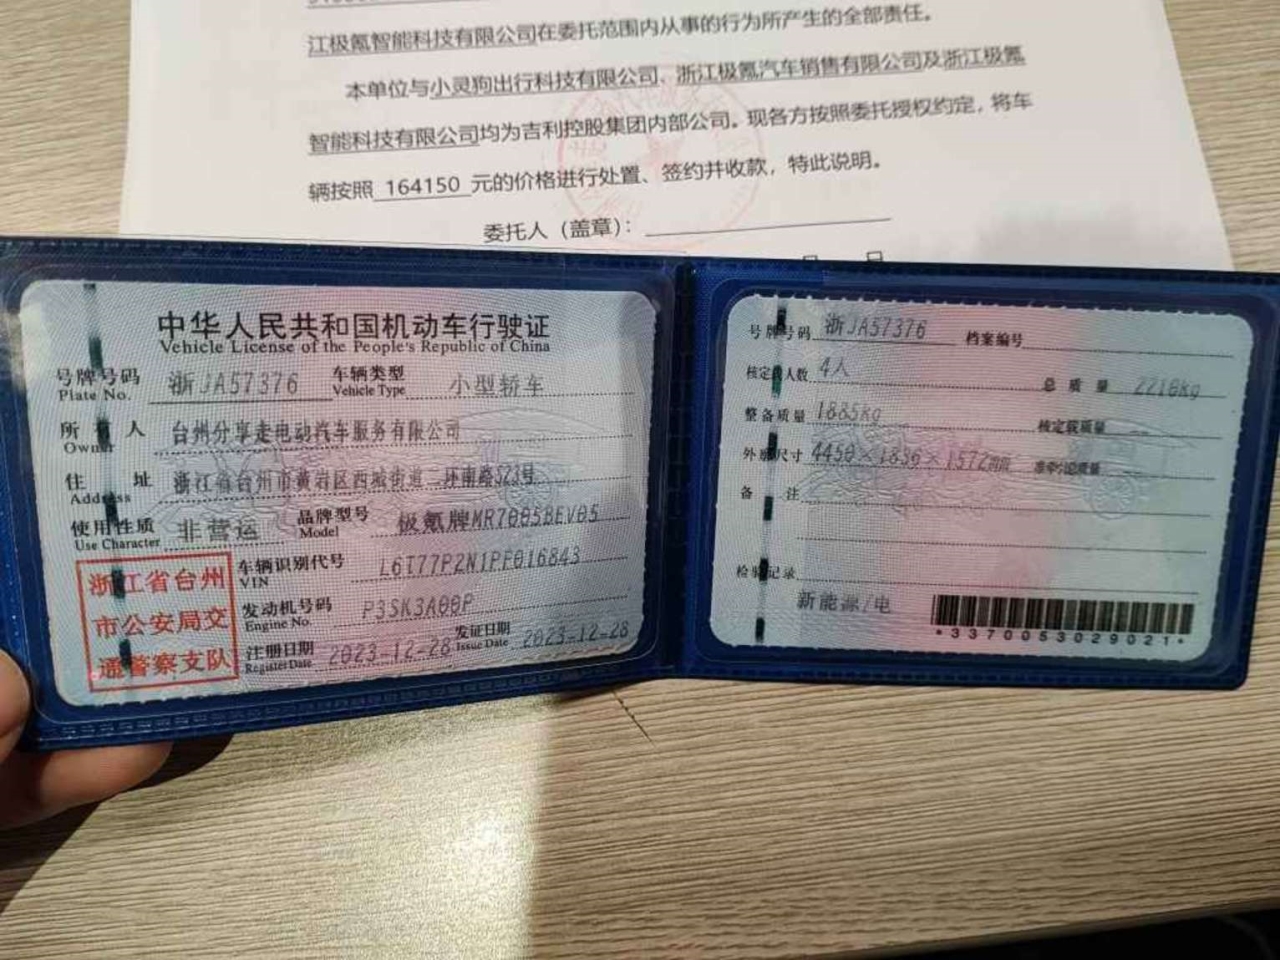 江极氪智能科技有限公司在委托范围内从事的行为所产生的全部责任。
本单位与小灵狗出行科技有限公司、浙江极氪汽车销售有限公司及浙江极氪
智能科技有限公司均为吉利控股集团内部公司。现各方按照委托授权约定，将车
辆按照 164150 元的价格进行处置、签约并收款，特此说明。
委托人（盖章）：
中华人民共和国机动车行驶证
Vehicle License of the People's Republic of China
号牌号码 浙JA57376 车辆类型 小型轿车
Plate No. Vehicle Type
所有人 台州分享走电动汽车服务有限公司
Owner
住址 浙江省台州市黄岩区西城街道二环南路523号
Address
使用性质 非营运 品牌型号 极氪牌MR7005BEV05
Use Character Model
浙江省台州
市公安局交
通警察支队
车辆识别代号 L6T77P2N1PF016843
VIN
发动机号码 P3SK3A00P
Engine No.
注册日期 2023-12-28 发证日期 2023-12-28
Register Date Issue Date
号牌号码 浙JA57376 档案编号
核定载人数 4人 总质量 2210kg
整备质量 1885kg 核定载质量
外廓尺寸 4450×1836×1572mm 准牵引总质量
备注
检验记录
新能源/电
*3370053029021*